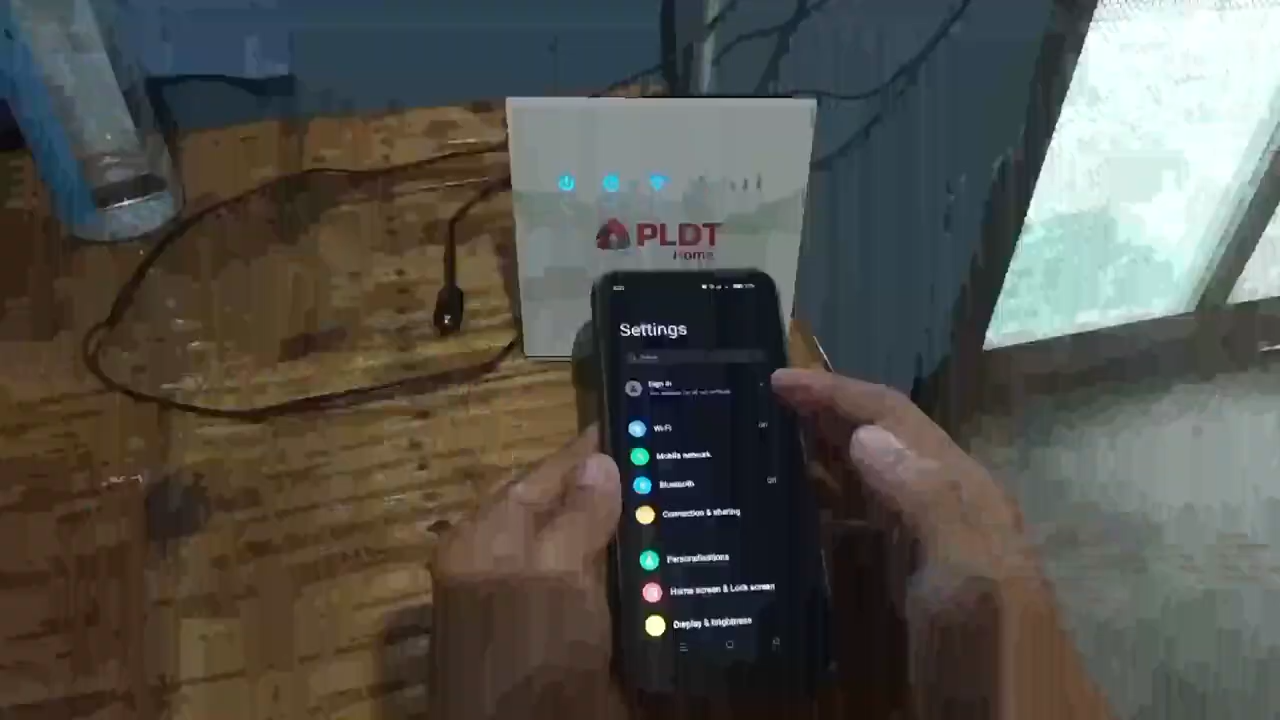 PLDT
Home
Settings
Sign in
Wi-Fi
Mobile network
Bluetooth
Connection & sharing
Personalisations
Home screen & Lock screen
Display & brightness